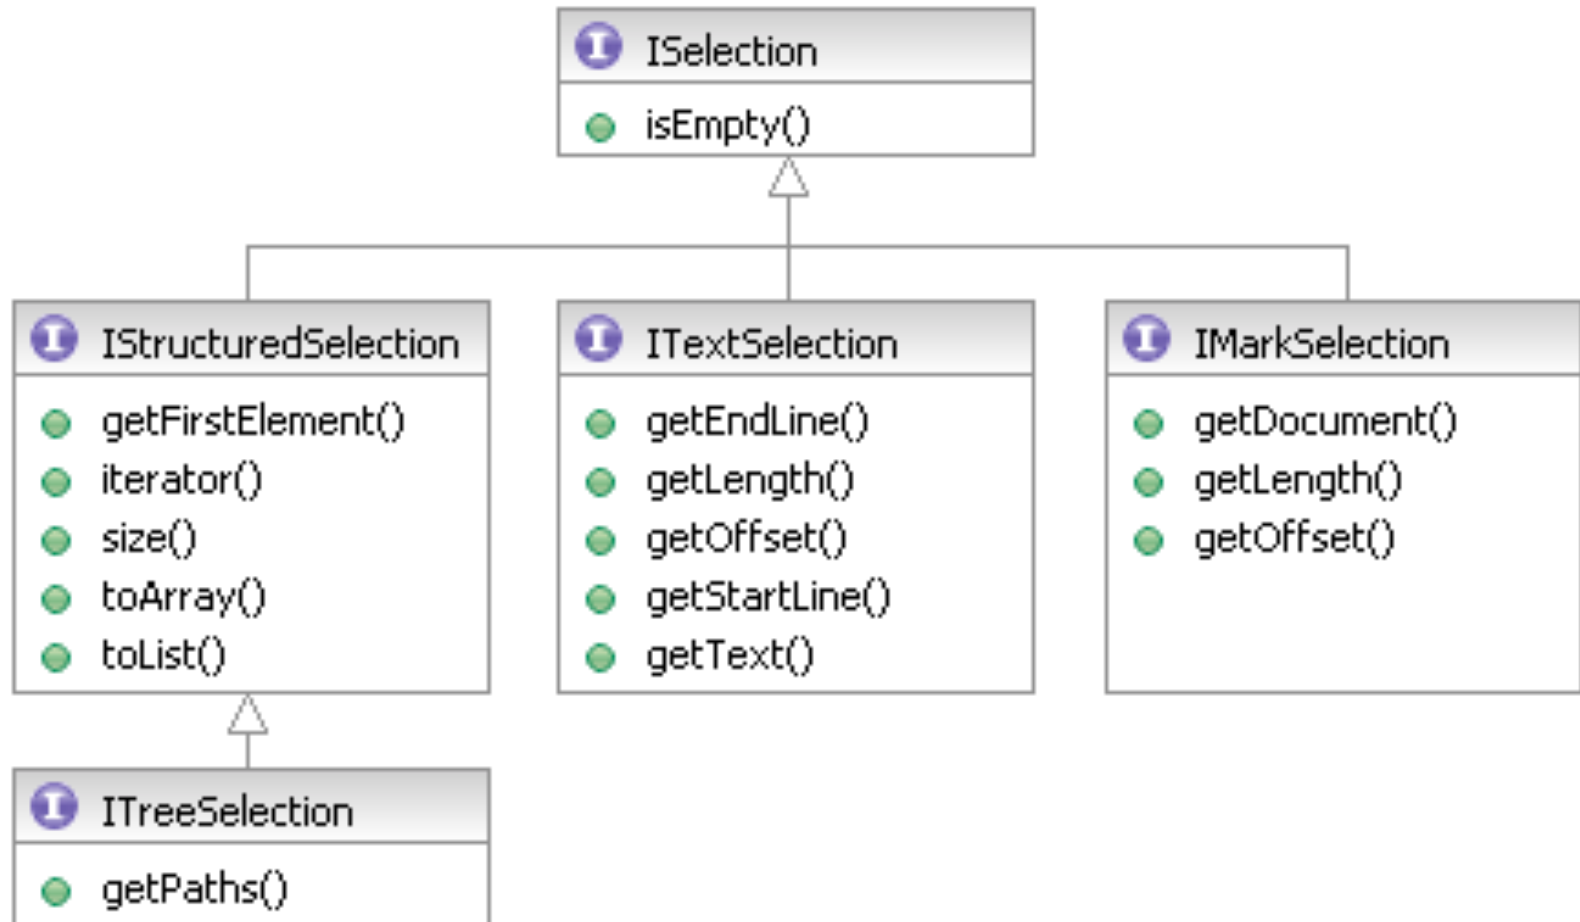 ISelection
isEmpty()
IStructuredSelection
getFirstElement()
iterator()
size()
toArray()
toList()
ITextSelection
getEndLine()
getLength()
getOffset()
getStartLine()
getText()
IMarkSelection
getDocument()
getLength()
getOffset()
ITreeSelection
getPaths()